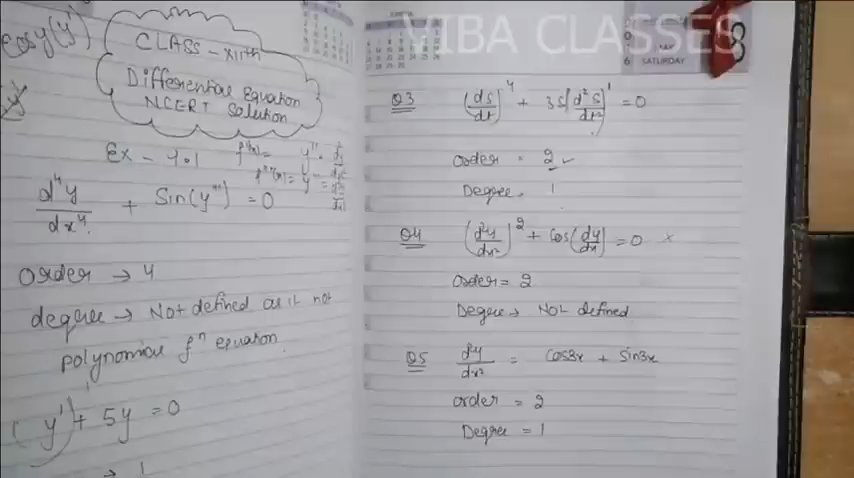 VIBA CLASSES
SATURDAY
Cosy(y')
CLASS - XIIth
Differential Equation
NCERT Solution
Ex - 9.1
d⁴y/dx⁴ + Sin(y''') = 0
Order → 4
degree → Not defined as it not
polynomial fⁿ equation
(y') + 5y = 0
→ 1
Q3 (ds/dt)⁴ + 3s(d²s/dt²)¹ = 0
Order = 2 ✓
Degree = 1
Q4 (d²y/dx²)² + Cos(dy/dx) = 0 ×
Order = 2
Degree → Not defined
Q5 d²y/dx² = Cos3x + Sin3x
Order = 2
Degree = 1